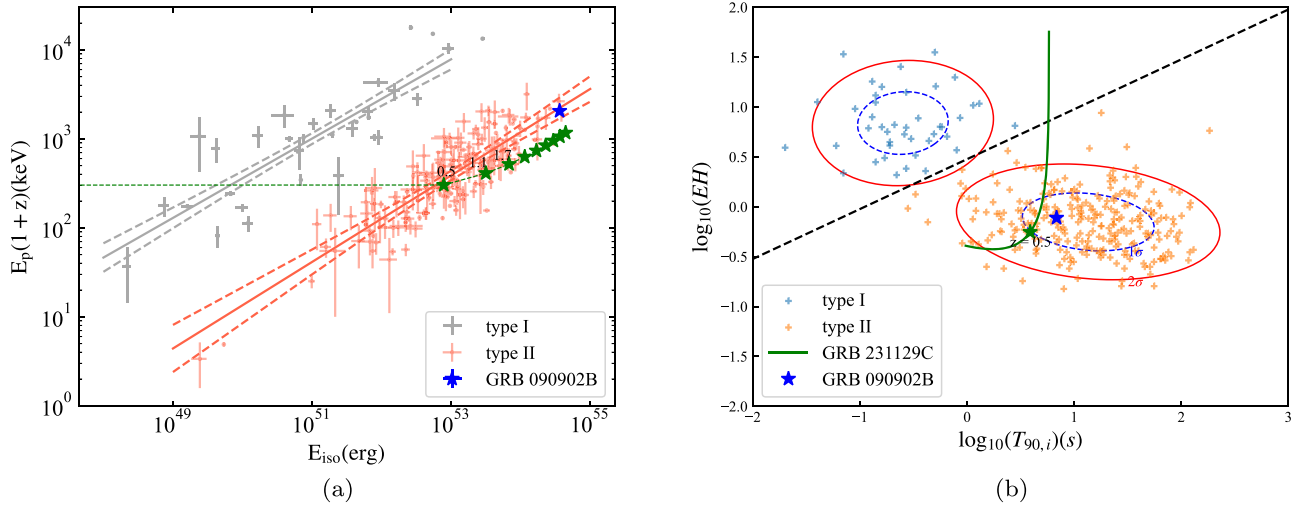 10⁴
10³
10²
10¹
10⁰
E_p(1 + z)(keV)
0.5
1.1
1.7
type I
type II
GRB 090902B
10⁴⁹
10⁵¹
10⁵³
10⁵⁵
E_iso(erg)
(a)
2.0
1.5
1.0
0.5
0.0
-0.5
-1.0
-1.5
-2.0
log₁₀(EH)
z = 0.5
1σ
2σ
type I
type II
GRB 231129C
GRB 090902B
-2
-1
0
1
2
3
log₁₀(T₉₀,ᵢ)(s)
(b)